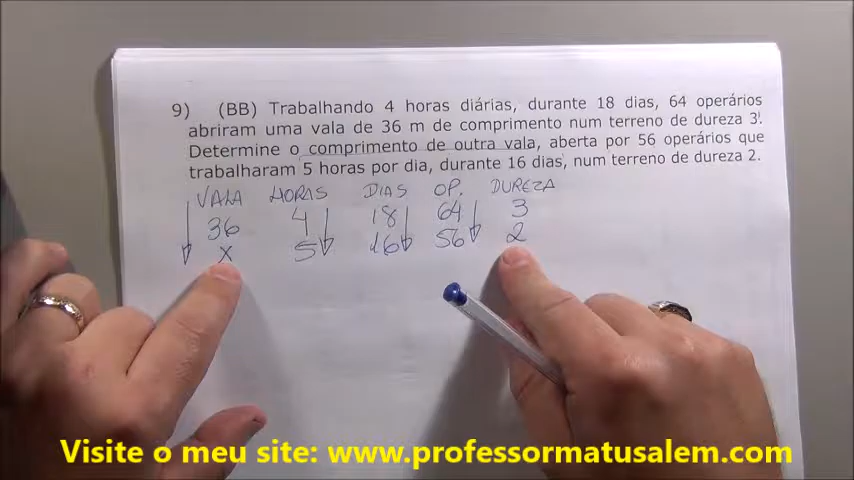 9) (BB) Trabalhando 4 horas diárias, durante 18 dias, 64 operários
abriram uma vala de 36 m de comprimento num terreno de dureza 3.
Determine o comprimento de outra vala, aberta por 56 operários que
trabalharam 5 horas por dia, durante 16 dias, num terreno de dureza 2.
VALA HORAS DIAS OP. DUREZA
36 4 18 64 3
x 5 16 56 2
Visite o meu site: www.professormatusalem.com